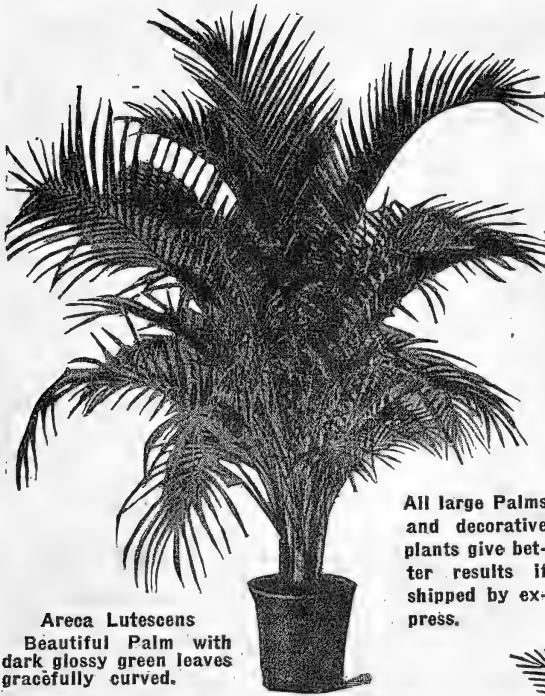 All large Palms
and decorative
plants give bet-
ter results if
shipped by ex-
press.
Areca Lutescens
Beautiful Palm with
dark glossy green leaves
gracefully curved.